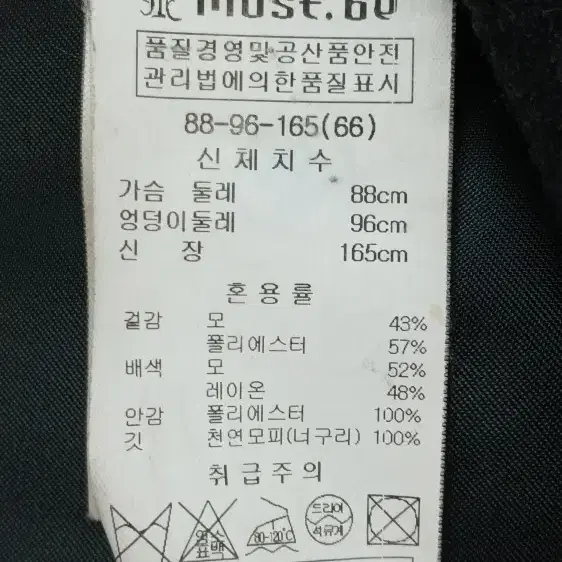 must.be
품질경영및공산품안전
관리법에의한품질표시
88-96-165(66)
신체치수
가슴 둘레 88cm
엉덩이둘레 96cm
신 장 165cm
혼용률
겉감 모 43%
폴리에스터 57%
배색 모 52%
레이온 48%
안감 폴리에스터 100%
깃 천연모피(너구리) 100%
취급주의
염소
표백
80-120℃
드라이
석유계